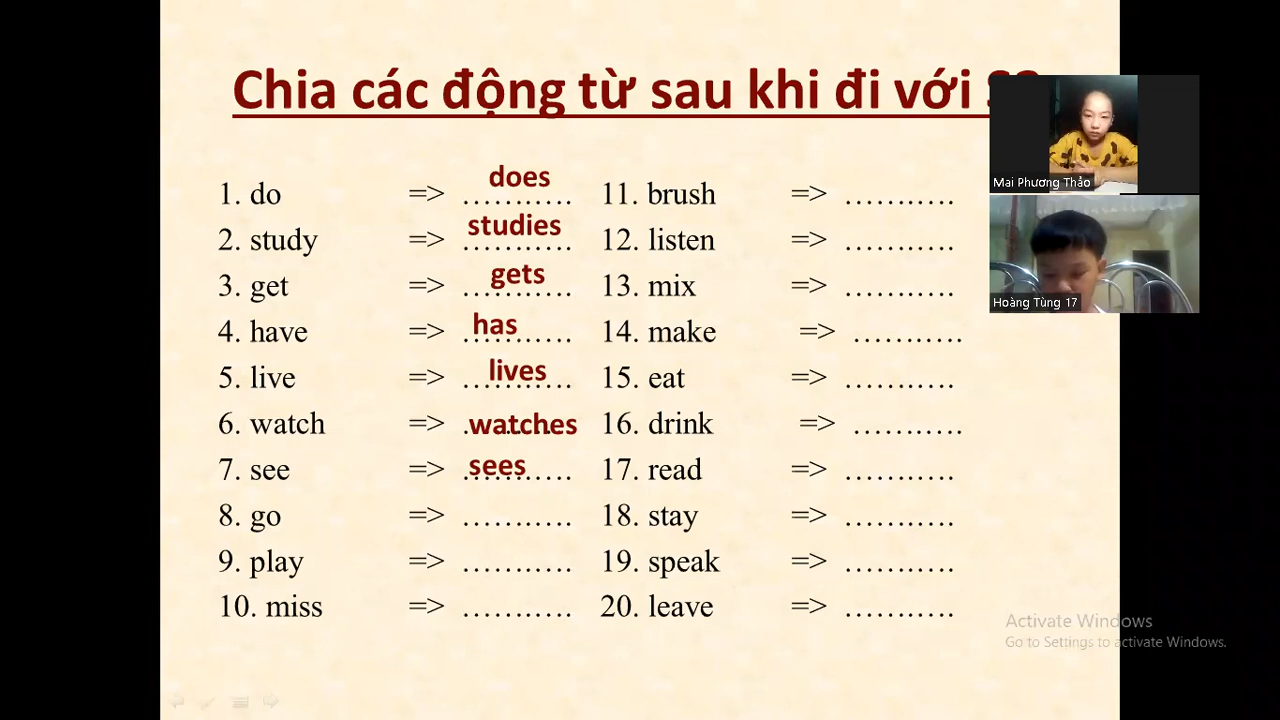 Chia các động từ sau khi đi với
1. do => ........... does 11. brush => ...........
2. study => ........... studies 12. listen => ...........
3. get => ........... gets 13. mix => ...........
4. have => ........... has 14. make => ...........
5. live => ........... lives 15. eat => ...........
6. watch => ........... watches 16. drink => ...........
7. see => ........... sees 17. read => ...........
8. go => ........... 18. stay => ...........
9. play => ........... 19. speak => ...........
10. miss => ........... 20. leave => ...........
Mai Phương Thảo
Hoàng Tùng 17
Activate Windows
Go to Settings to activate Windows.